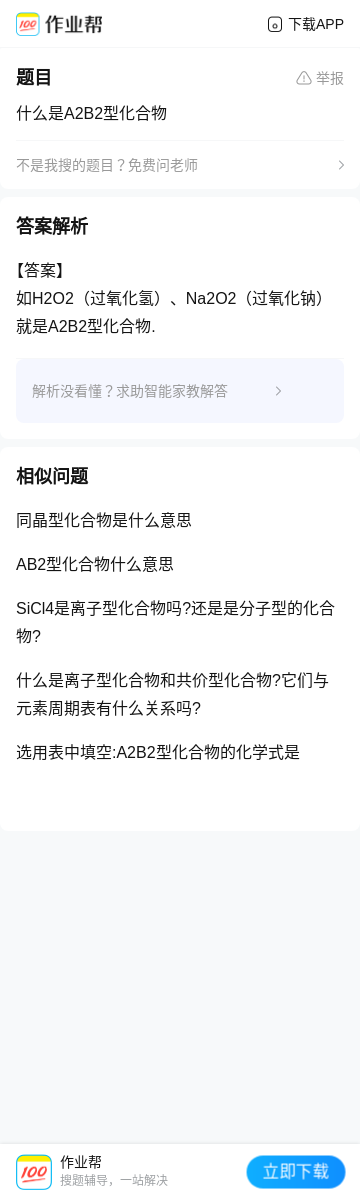 100 作业帮 下载APP
题目 举报
什么是A2B2型化合物
不是我搜的题目？免费问老师
答案解析
【答案】
如H2O2（过氧化氢）、Na2O2（过氧化钠）
就是A2B2型化合物.
解析没看懂？求助智能家教解答
相似问题
同晶型化合物是什么意思
AB2型化合物什么意思
SiCl4是离子型化合物吗?还是是分子型的化合
物?
什么是离子型化合物和共价型化合物?它们与
元素周期表有什么关系吗?
选用表中填空:A2B2型化合物的化学式是
100 作业帮
搜题辅导，一站解决
立即下载